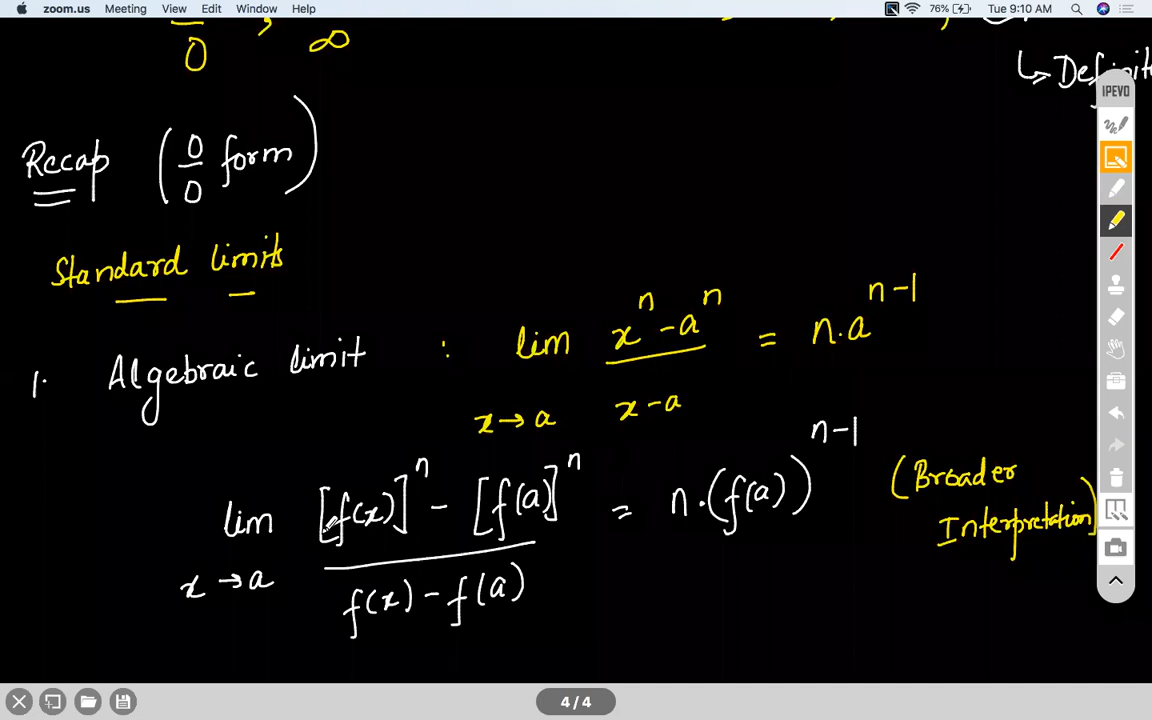 zoom.us Meeting View Edit Window Help 76% Tue 9:10 AM
0 , ∞
↳ Definit
IPEVO
Recap (0/0 form)
Standard limits
1. Algebraic limit : lim x→a (x^n - a^n)/(x-a) = n·a^(n-1)
lim x→a ([f(x)]^n - [f(a)]^n)/(f(x) - f(a)) = n·(f(a))^(n-1) (Broader
Interpretation)
4/4